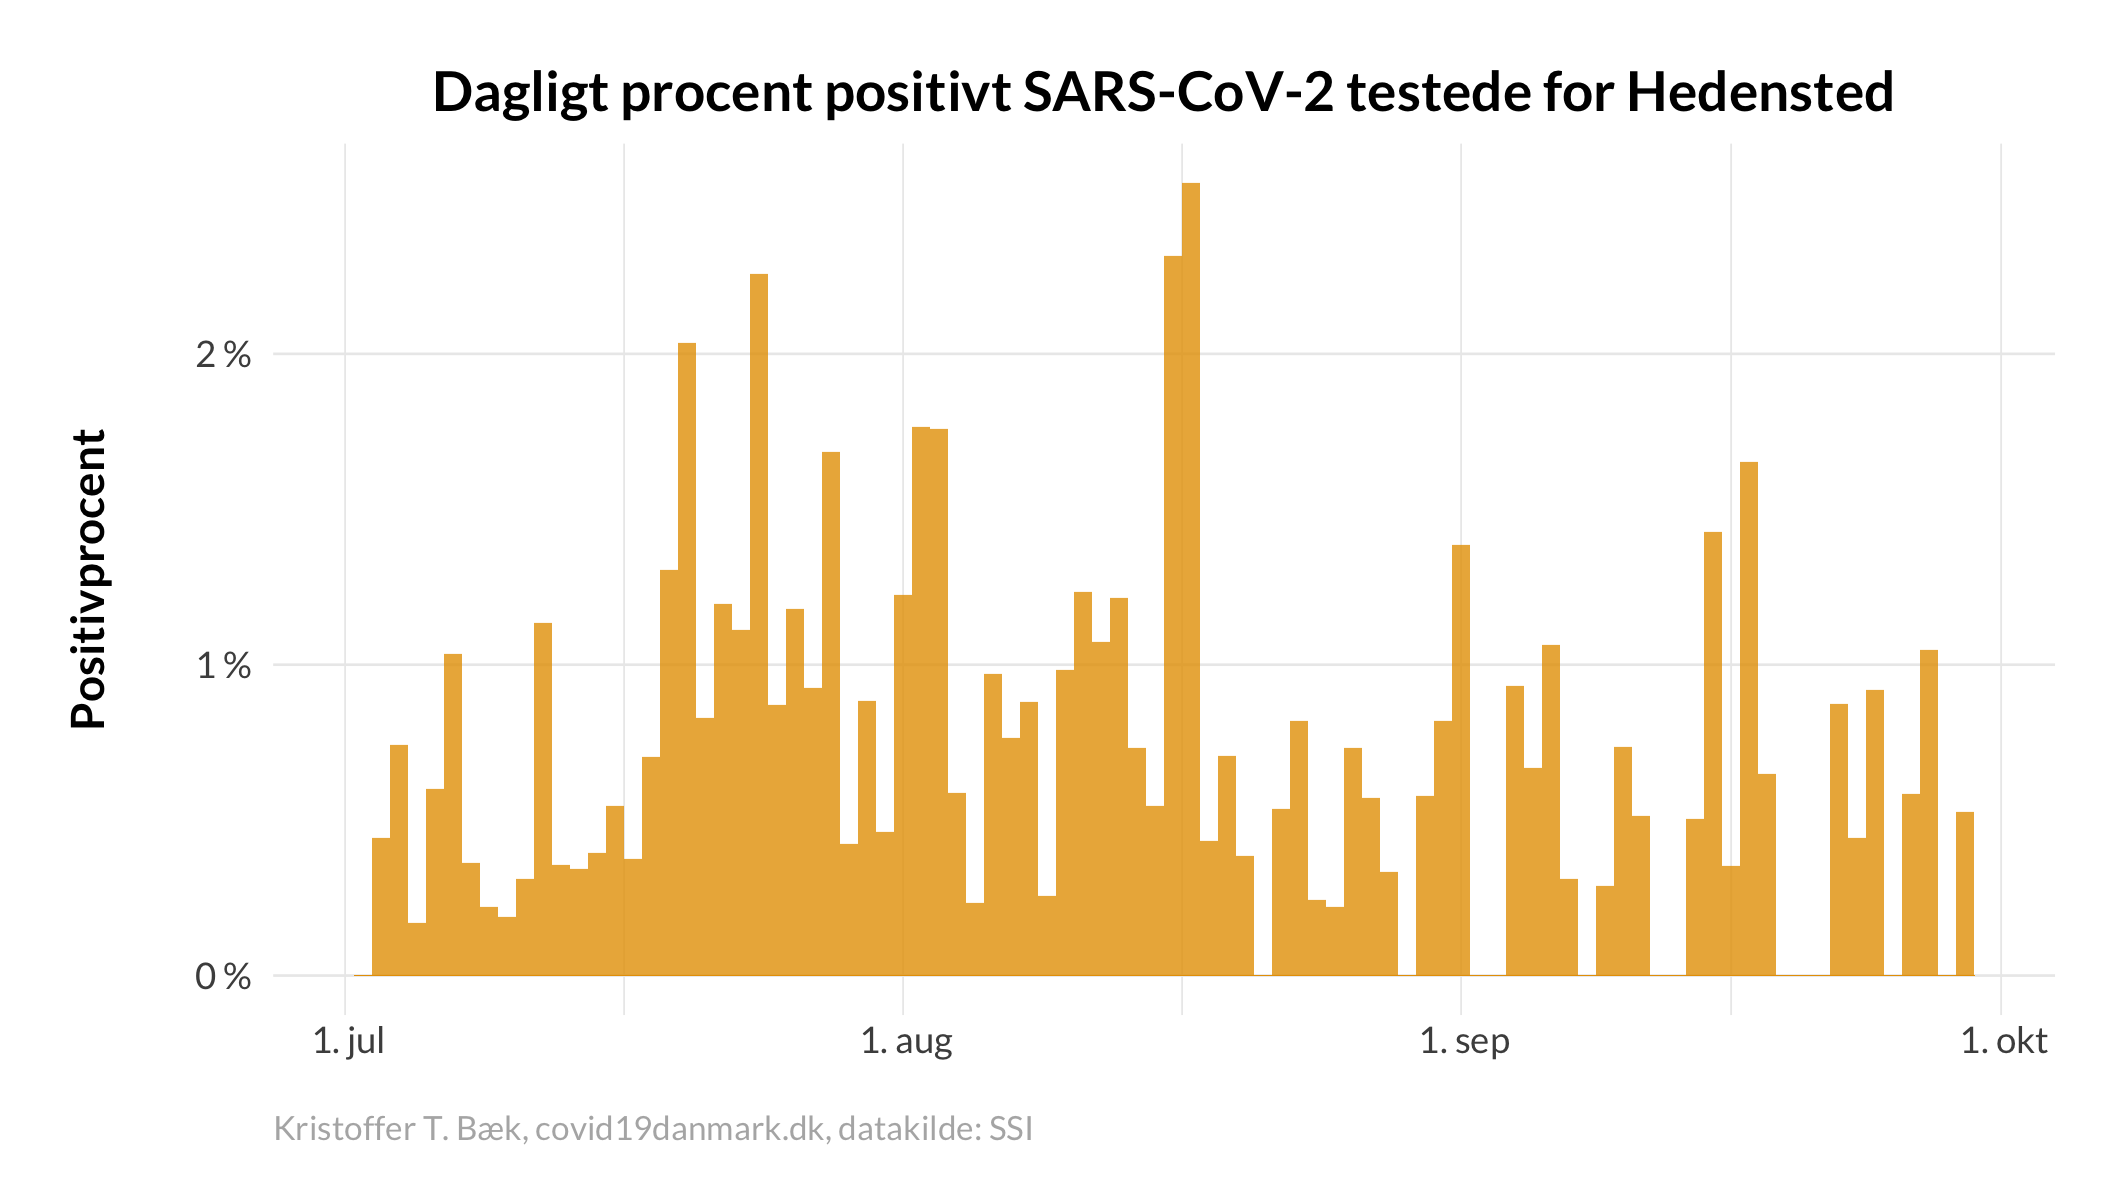 Dagligt procent positivt SARS-CoV-2 testede for Hedensted
Positivprocent
2 %
1 %
0 %
1. jul
1. aug
1. sep
1. okt
Kristoffer T. Bæk, covid19danmark.dk, datakilde: SSI